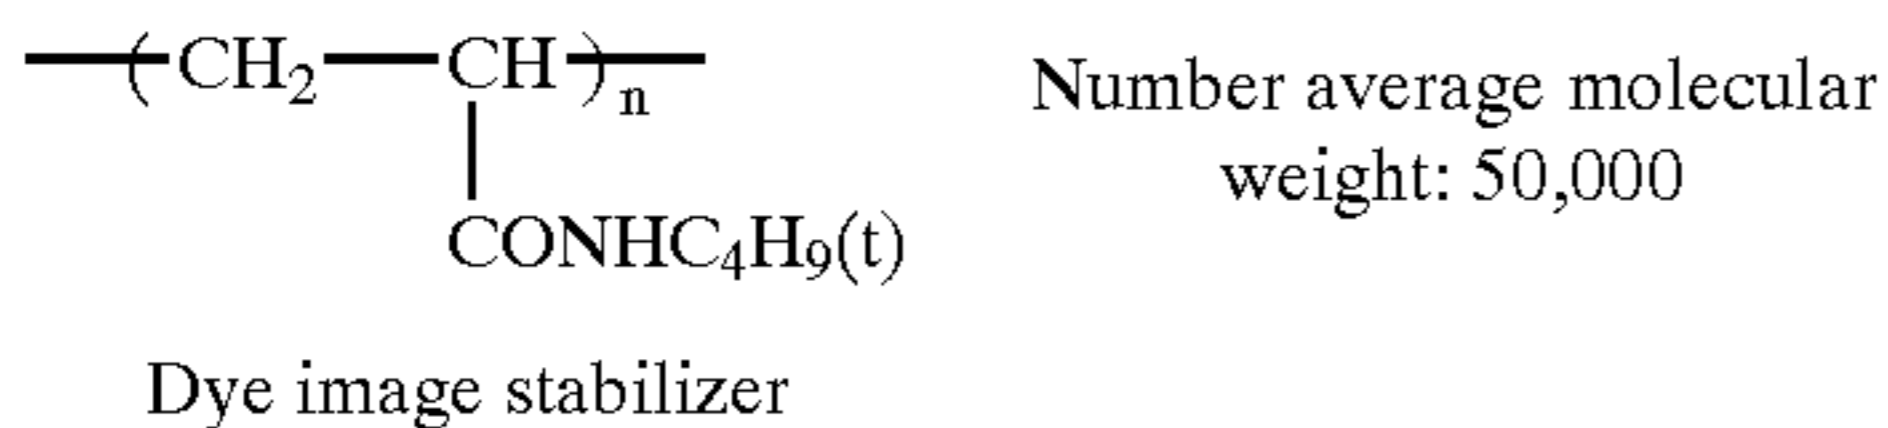 —(CH₂—CH)ₙ—
Number average molecular
weight: 50,000
CONHC₄H₉(t)
Dye image stabilizer